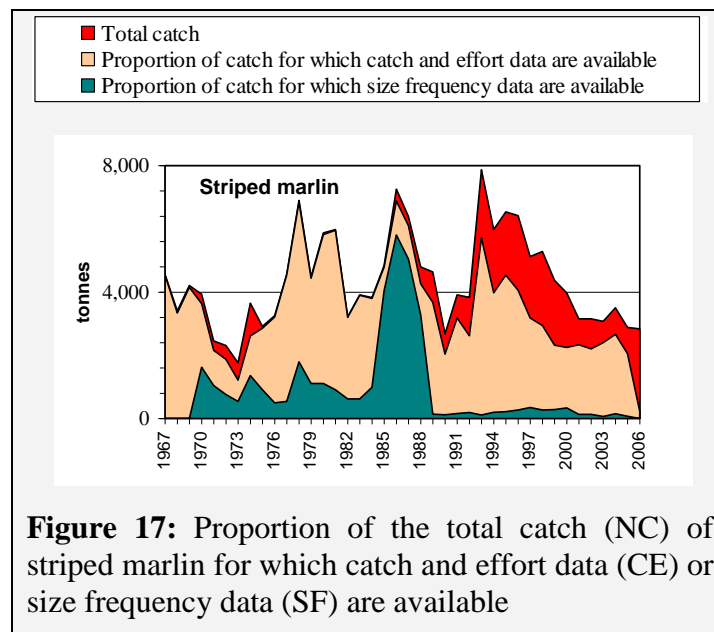 Total catch
Proportion of catch for which catch and effort data are available
Proportion of catch for which size frequency data are available
8,000
Striped marlin
4,000
tonnes
0
1967
1970
1973
1976
1979
1982
1985
1988
1991
1994
1997
2000
2003
2006
Figure 17: Proportion of the total catch (NC) of
striped marlin for which catch and effort data (CE) or
size frequency data (SF) are available